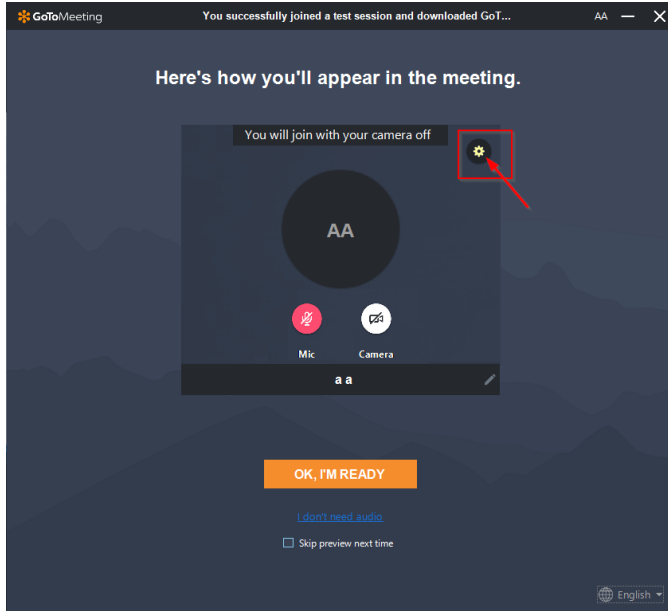 GoToMeeting
You successfully joined a test session and downloaded GoT...
AA
Here's how you'll appear in the meeting.
You will join with your camera off
AA
Mic
Camera
a a
OK, I'M READY
I don't need audio
Skip preview next time
English